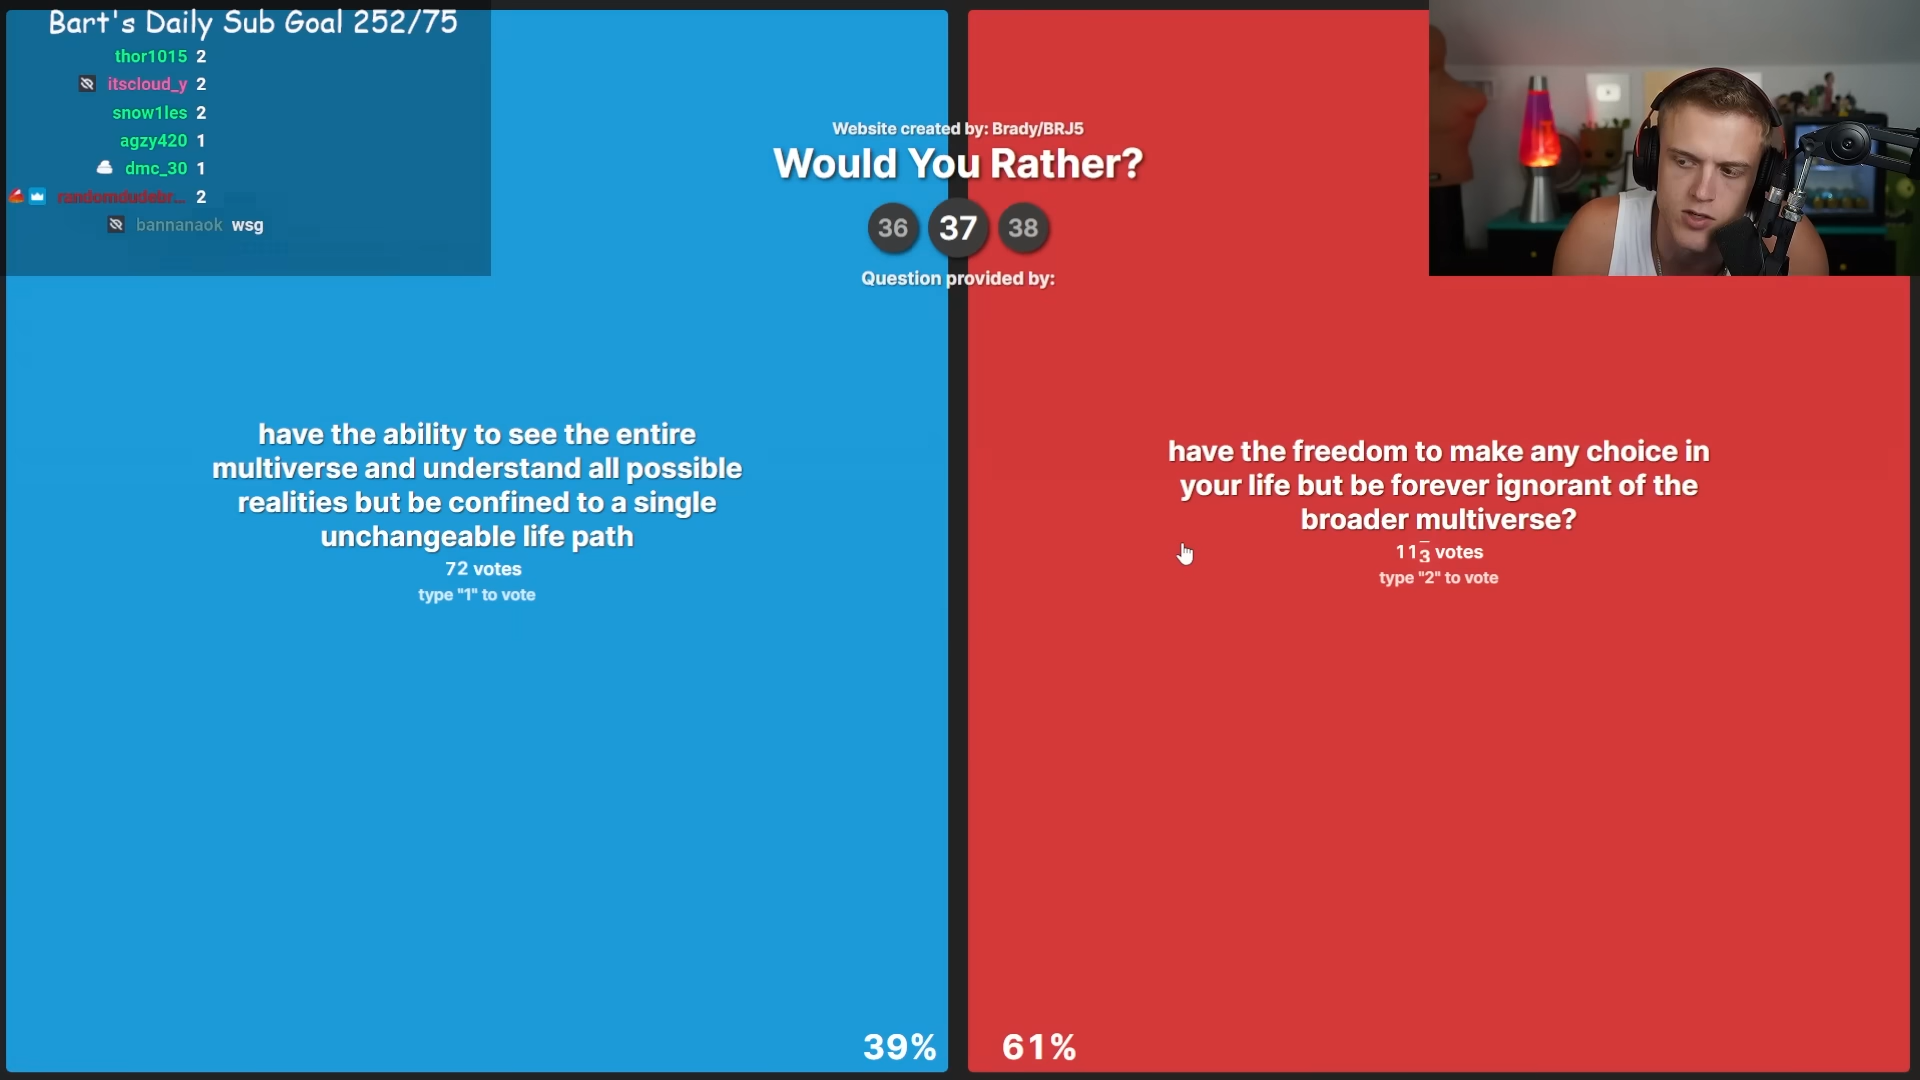 Bart's Daily Sub Goal 252/75
thor1015 2
itscloud_y 2
snow1les 2
agzy420 1
dmc_30 1
randomdudebr... 2
bannanaok wsg
Website created by: Brady/BRJ5
Would You Rather?
36 37 38
Question provided by:
have the ability to see the entire
multiverse and understand all possible
realities but be confined to a single
unchangeable life path
72 votes
type "1" to vote
have the freedom to make any choice in
your life but be forever ignorant of the
broader multiverse?
113 votes
type "2" to vote
39%
61%